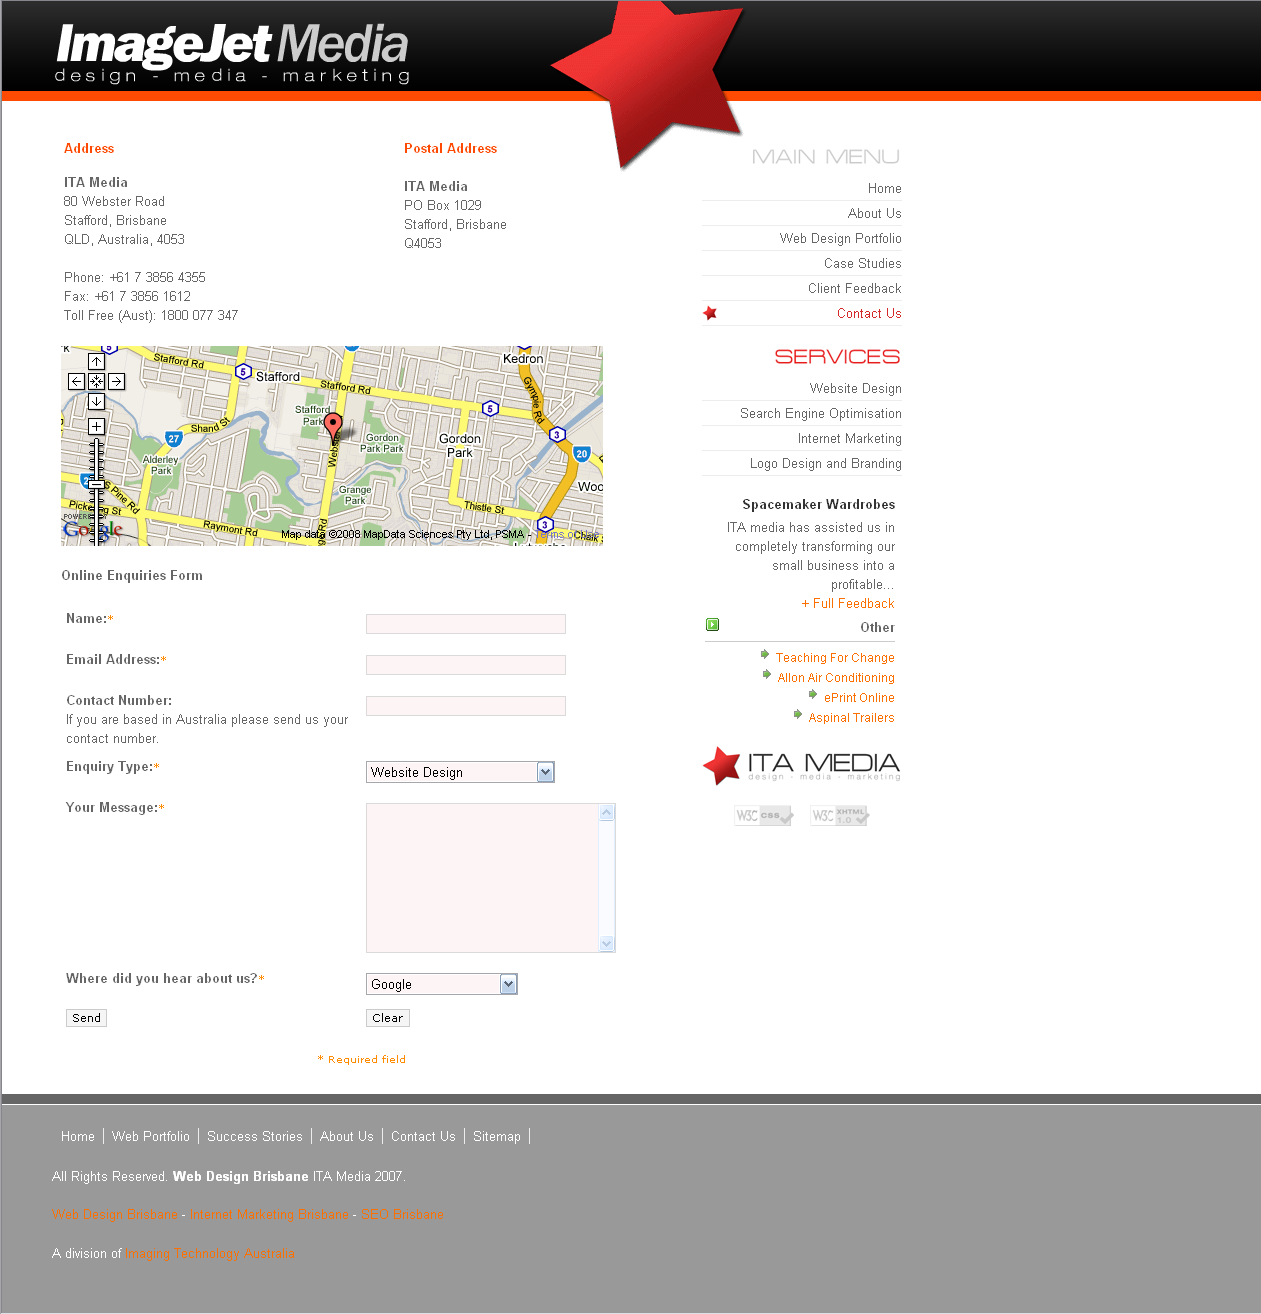 ImageJet Media
design - media - marketing
Address
ITA Media
80 Webster Road
Stafford, Brisbane
QLD, Australia, 4053
Phone: +61 7 3856 4355
Fax: +61 7 3856 1612
Toll Free (Aust): 1800 077 347
Postal Address
ITA Media
PO Box 1029
Stafford, Brisbane
Q4053
k
5
Stafford Rd
5
Stafford
Stafford Rd
Kedron
Gympie Rd
5
3
20
Stafford
Park
Gordon
Park Park
Gordon
Park
Shand St
27
Alderley
Park
Webster
Grange
Park
S Pine Rd
Pickering St
Raymont Rd
Thistle St
Woo
3
POWERED BY
Google
Map data ©2008 MapData Sciences Pty Ltd, PSMA - Terms of Use
Online Enquiries Form
Name:*
Email Address:*
Contact Number:
If you are based in Australia please send us your
contact number.
Enquiry Type:*
Website Design
Your Message:*
Where did you hear about us?*
Google
Send
Clear
* Required field
MAIN MENU
Home
About Us
Web Design Portfolio
Case Studies
Client Feedback
Contact Us
SERVICES
Website Design
Search Engine Optimisation
Internet Marketing
Logo Design and Branding
Spacemaker Wardrobes
ITA media has assisted us in
completely transforming our
small business into a
profitable...
+ Full Feedback
Other
Teaching For Change
Allon Air Conditioning
ePrint Online
Aspinal Trailers
ITA MEDIA
design - media - marketing
W3C CSS
W3C XHTML 1.0
Home | Web Portfolio | Success Stories | About Us | Contact Us | Sitemap |
All Rights Reserved. Web Design Brisbane ITA Media 2007.
Web Design Brisbane - Internet Marketing Brisbane - SEO Brisbane
A division of Imaging Technology Australia